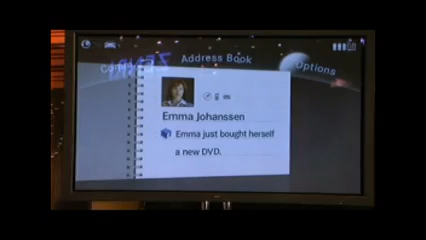 Address Book
Options
Emma Johanssen
Emma just bought herself
a new DVD.